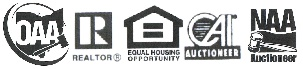 OAA
R
REALTOR®
EQUAL HOUSING
OPPORTUNITY
CAI
AUCTIONEER
NAA
Auctioneer